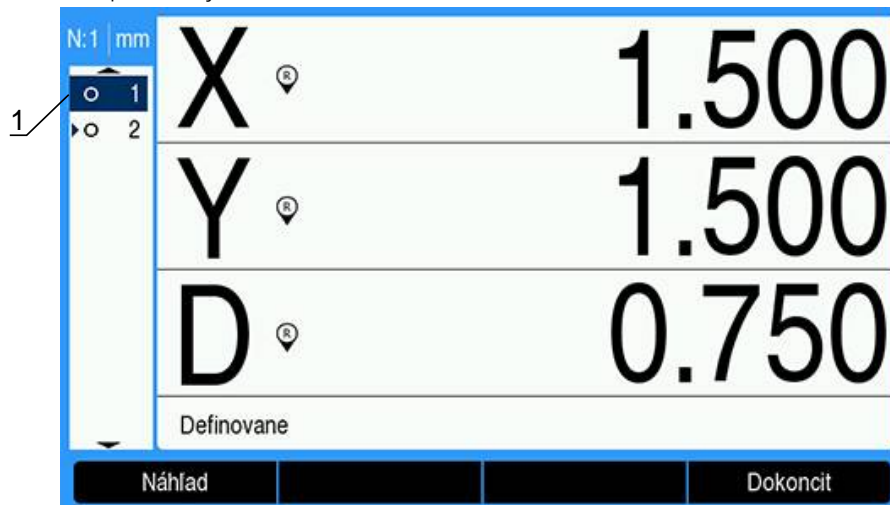 N:1 mm
1
2
1
X R 1.500
Y R 1.500
D R 0.750
Definovane
Náhľad Dokoncit